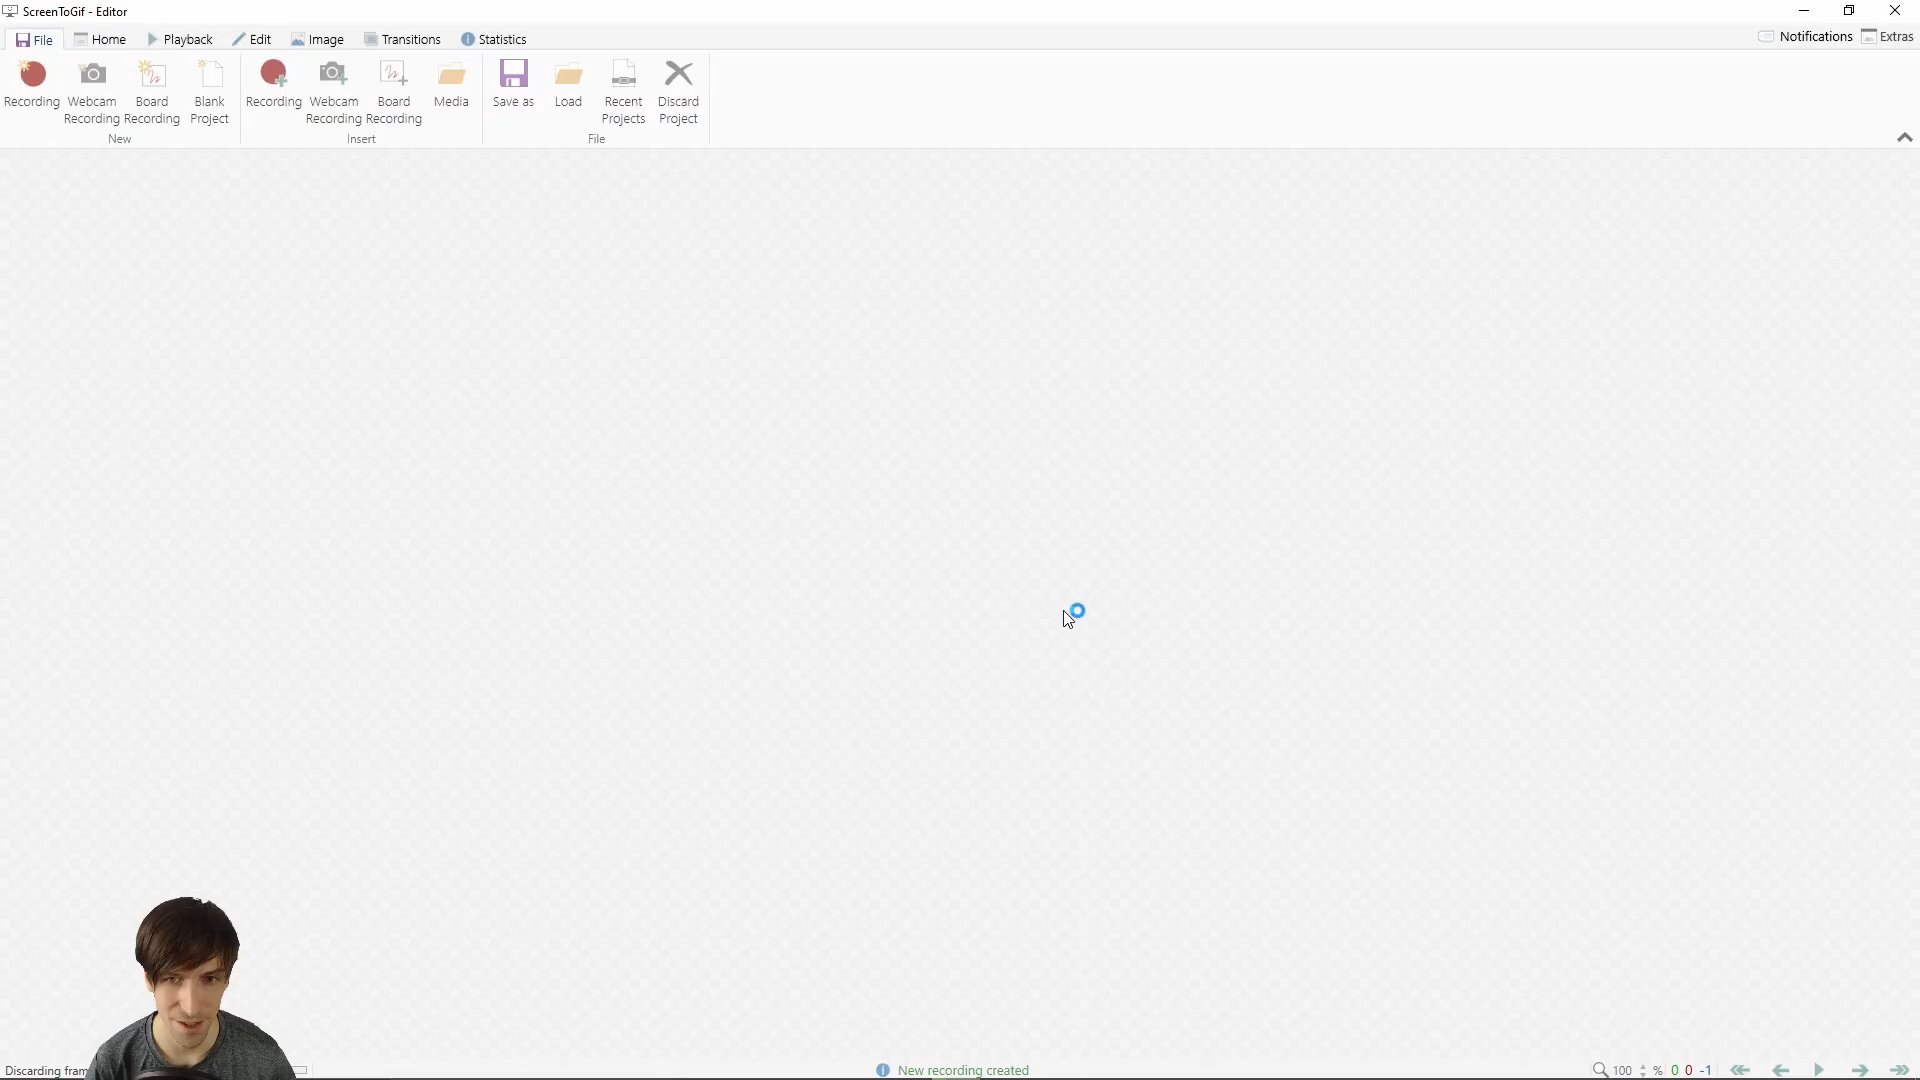 ScreenToGif - Editor
File Home Playback Edit Image Transitions Statistics
Notifications Extras
Recording Webcam Recording Board Recording Blank Project
New
Recording Webcam Recording Board Recording Media
Insert
Save as Load Recent Projects Discard Project
File
Discarding fram
New recording created
100 % 0 0 -1